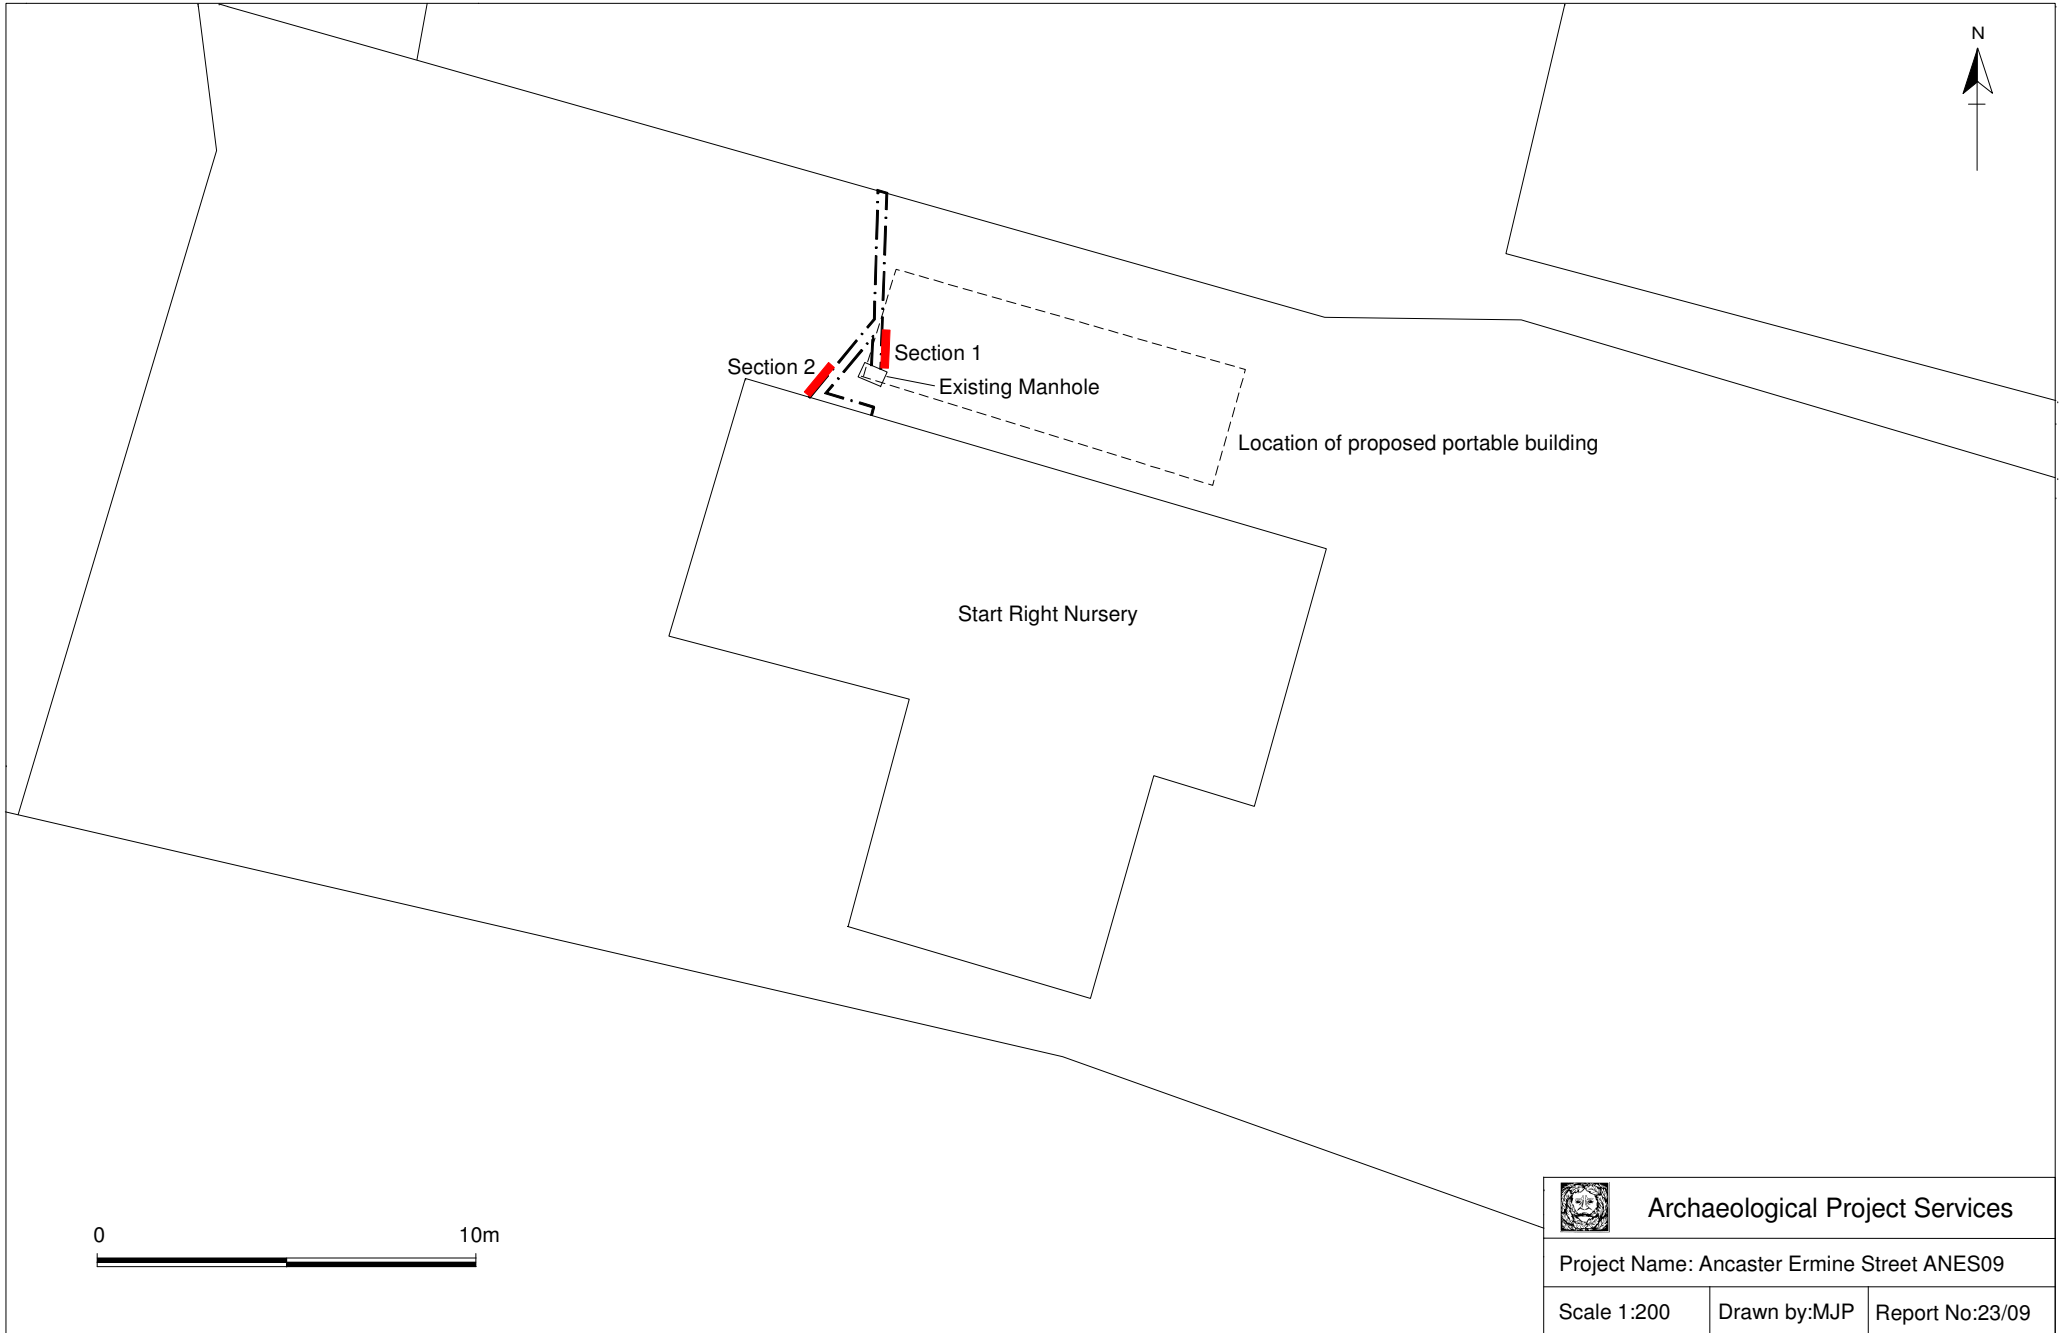 N
Section 1
Section 2
Existing Manhole
Location of proposed portable building
Start Right Nursery
0 10m
Archaeological Project Services
Project Name: Ancaster Ermine Street ANES09
Scale 1:200
Drawn by:MJP
Report No:23/09